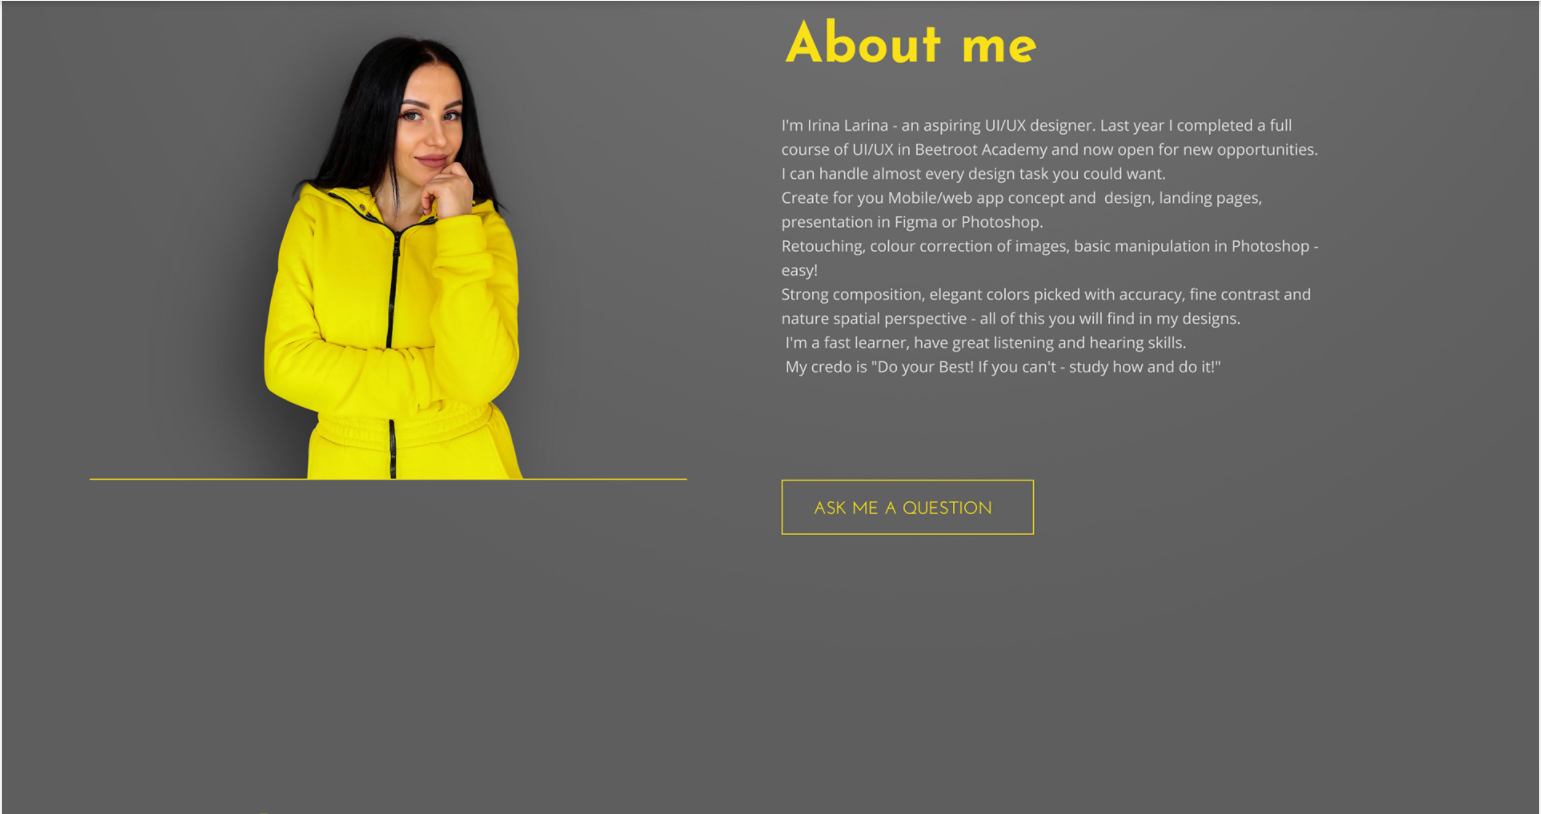 About me
I'm Irina Larina - an aspiring UI/UX designer. Last year I completed a full
course of UI/UX in Beetroot Academy and now open for new opportunities.
I can handle almost every design task you could want.
Create for you Mobile/web app concept and  design, landing pages,
presentation in Figma or Photoshop.
Retouching, colour correction of images, basic manipulation in Photoshop -
easy!
Strong composition, elegant colors picked with accuracy, fine contrast and
nature spatial perspective - all of this you will find in my designs.
I'm a fast learner, have great listening and hearing skills.
My credo is "Do your Best! If you can't - study how and do it!"
ASK ME A QUESTION